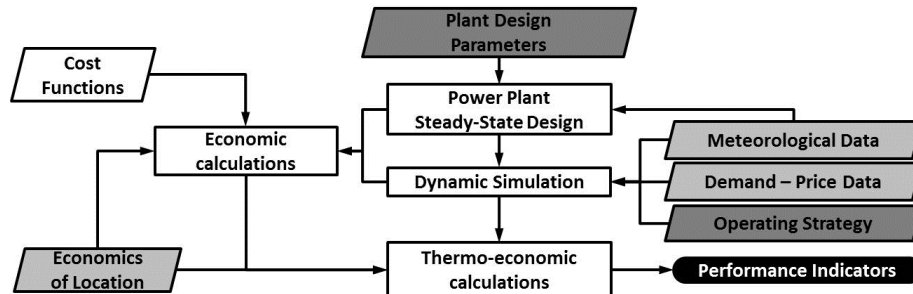 Plant Design
Parameters
Cost
Functions
Power Plant
Steady-State Design
Economic
calculations
Meteorological Data
Dynamic Simulation
Demand – Price Data
Operating Strategy
Economics
of Location
Thermo-economic
calculations
Performance Indicators